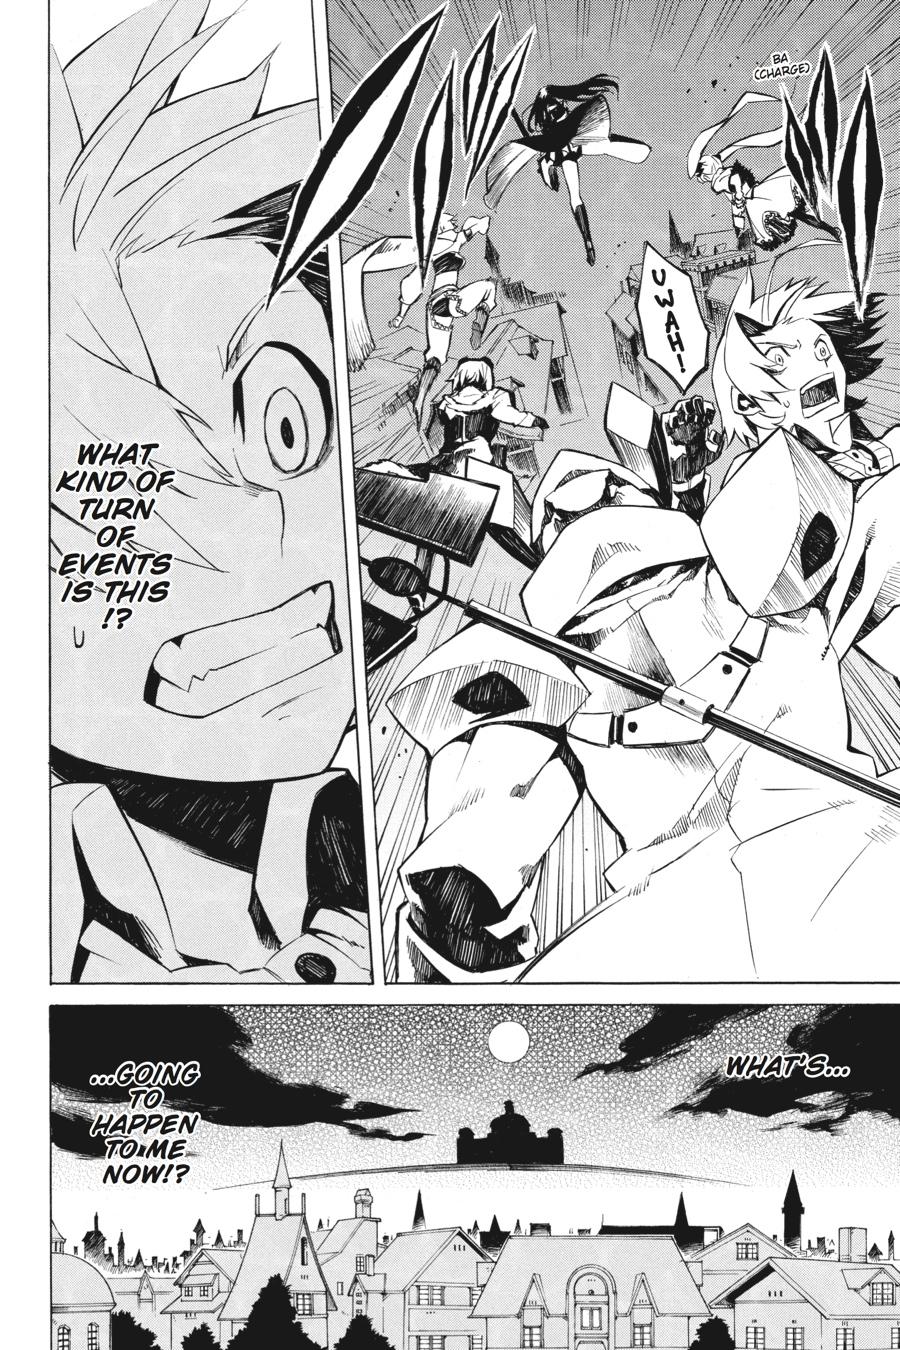 BA
(CHARGE)
UWAH!
WHAT
KIND OF
TURN
OF
EVENTS
IS THIS
!?
WHAT'S...
...GOING
TO
HAPPEN
TO ME
NOW!?